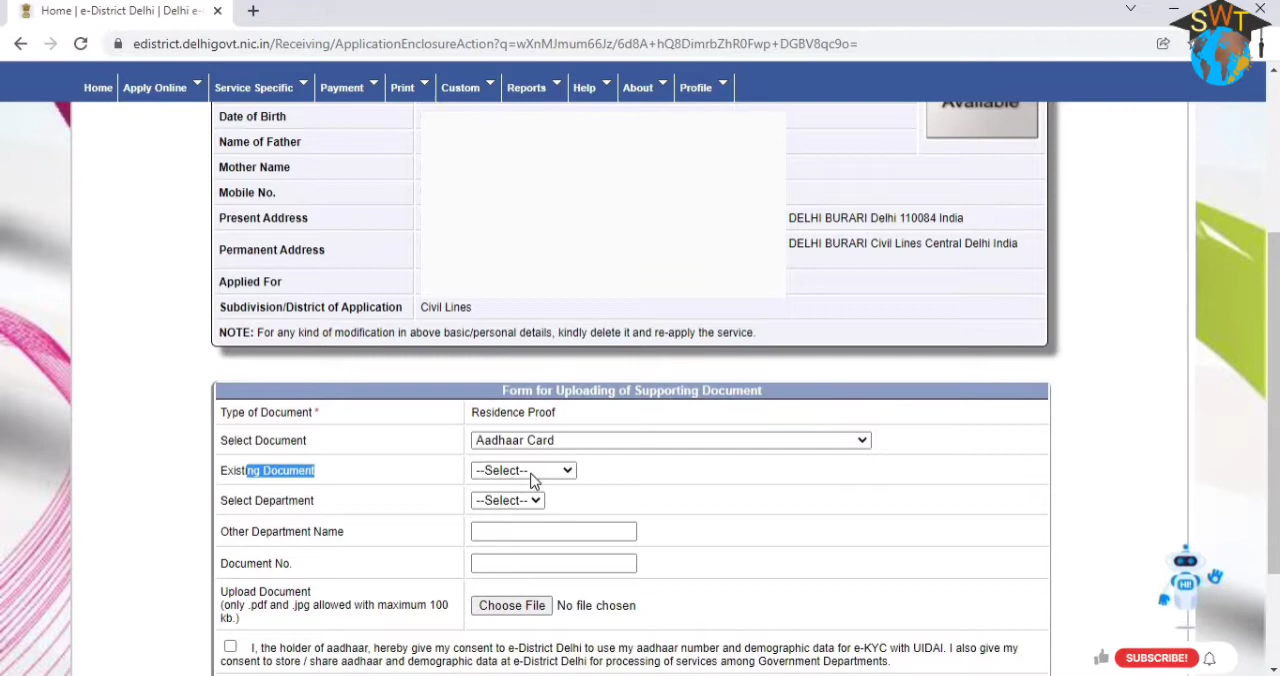 Home | e-District Delhi | Delhi e-
SWT
edistrict.delhigovt.nic.in/Receiving/ApplicationEnclosureAction?q=wXnMJmum66Jz/6d8A+hQ8DimrbZhR0Fwp+DGBV8qc9o=
Home Apply Online Service Specific Payment Print Custom Reports Help About Profile
Available
Date of Birth
Name of Father
Mother Name
Mobile No.
Present Address DELHI BURARI Delhi 110084 India
Permanent Address DELHI BURARI Civil Lines Central Delhi India
Applied For
Subdivision/District of Application Civil Lines
NOTE: For any kind of modification in above basic/personal details, kindly delete it and re-apply the service.
Form for Uploading of Supporting Document
Type of Document * Residence Proof
Select Document Aadhaar Card
Existing Document --Select--
Select Department --Select--
Other Department Name
Document No.
Upload Document
(only .pdf and .jpg allowed with maximum 100
kb.)
Choose File No file chosen
HI!
I, the holder of aadhaar, hereby give my consent to e-District Delhi to use my aadhaar number and demographic data for e-KYC with UIDAI. I also give my
consent to store / share aadhaar and demographic data at e-District Delhi for processing of services among Government Departments.
SUBSCRIBE!